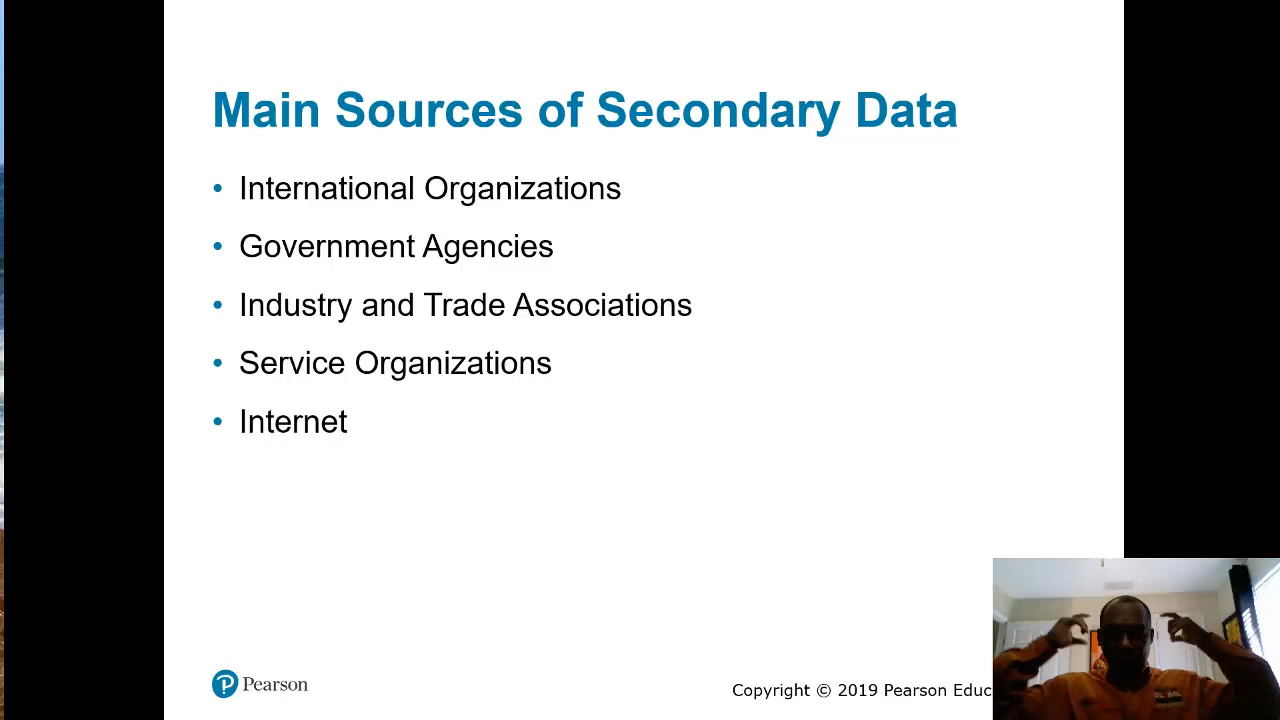 Main Sources of Secondary Data
• International Organizations
• Government Agencies
• Industry and Trade Associations
• Service Organizations
• Internet
Pearson
Copyright © 2019 Pearson Educ